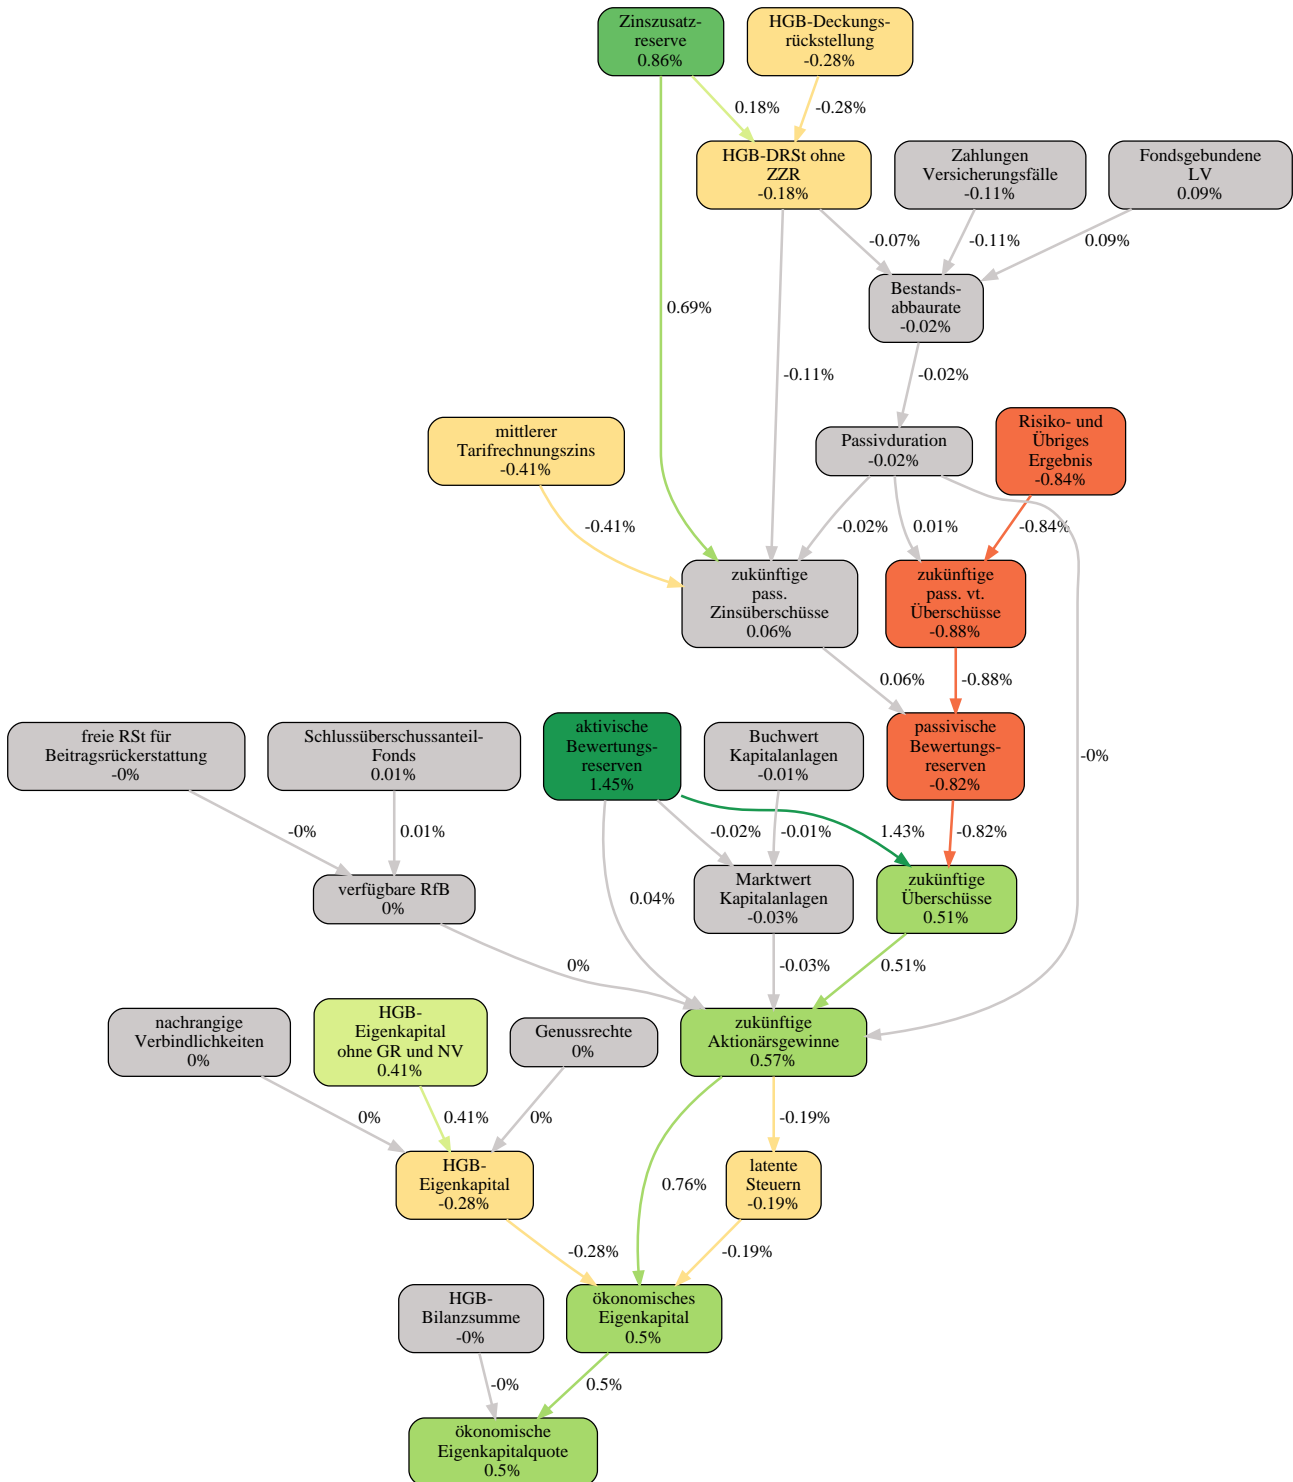 Zinszusatz-
reserve
0.86%
HGB-Deckungs-
rückstellung
-0.28%
0.18%
-0.28%
HGB-DRSt ohne
ZZR
-0.18%
Zahlungen
Versicherungsfälle
-0.11%
Fondsgebundene
LV
0.09%
-0.07%
-0.11%
0.09%
Bestands-
abbaurate
-0.02%
0.69%
-0.11%
-0.02%
mittlerer
Tarifrechnungszins
-0.41%
Passivduration
-0.02%
Risiko- und
Übriges
Ergebnis
-0.84%
-0.41%
-0.02%
0.01%
-0.84%
zukünftige
pass.
Zinsüberschüsse
0.06%
zukünftige
pass. vt.
Überschüsse
-0.88%
0.06%
-0.88%
freie RSt für
Beitragsrückerstattung
-0%
Schlussüberschussanteil-
Fonds
0.01%
aktivische
Bewertungs-
reserven
1.45%
Buchwert
Kapitalanlagen
-0.01%
passivische
Bewertungs-
reserven
-0.82%
-0%
-0%
0.01%
-0.02%
-0.01%
1.43%
-0.82%
verfügbare RfB
0%
0.04%
Marktwert
Kapitalanlagen
-0.03%
zukünftige
Überschüsse
0.51%
0%
-0.03%
0.51%
nachrangige
Verbindlichkeiten
0%
HGB-
Eigenkapital
ohne GR und NV
0.41%
Genussrechte
0%
zukünftige
Aktionärsgewinne
0.57%
0%
0.41%
0%
-0.19%
HGB-
Eigenkapital
-0.28%
0.76%
latente
Steuern
-0.19%
-0.28%
-0.19%
HGB-
Bilanzsumme
-0%
ökonomisches
Eigenkapital
0.5%
-0%
0.5%
ökonomische
Eigenkapitalquote
0.5%